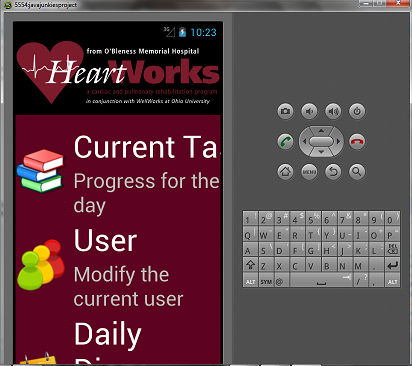 5554:javajunkiesproject
3G 10:23
from O'Bleness Memorial Hospital
HeartWorks
a cardiac and pulmonary rehabilitation program
in conjunction with WellWorks at Ohio University
Current Ta
Progress for the
day
User
Modify the
current user
Daily
MENU
1 2 @ 3 # 4 $ 5 % 6 ^ 7 & 8 * 9 ( 0 )
Q W E R T Y U I O P
A S D F G H J K L DEL
Z X C V B N M .
ALT SYM @ / ? , ALT